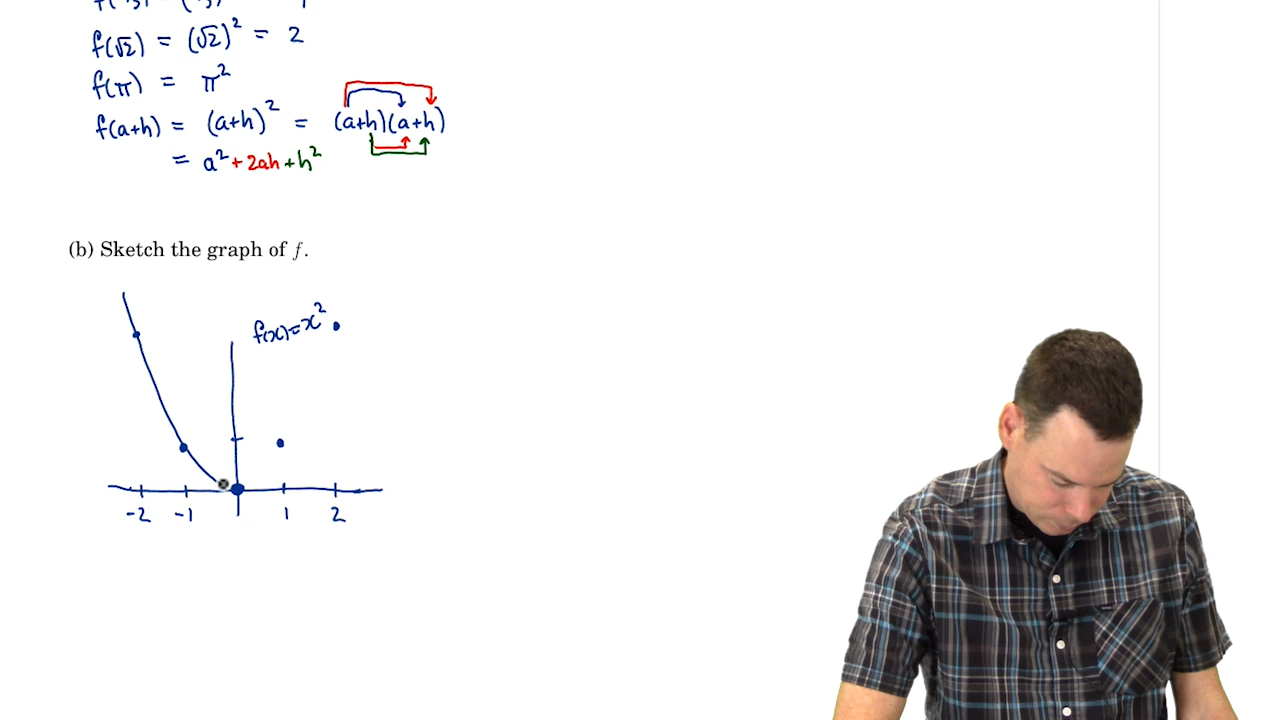 f(√2) = (√2)² = 2
f(π) = π²
f(a+h) = (a+h)² = (a+h)(a+h)
= a² + 2ah + h²
(b) Sketch the graph of f.
f(x)=x²
-2 -1 1 2